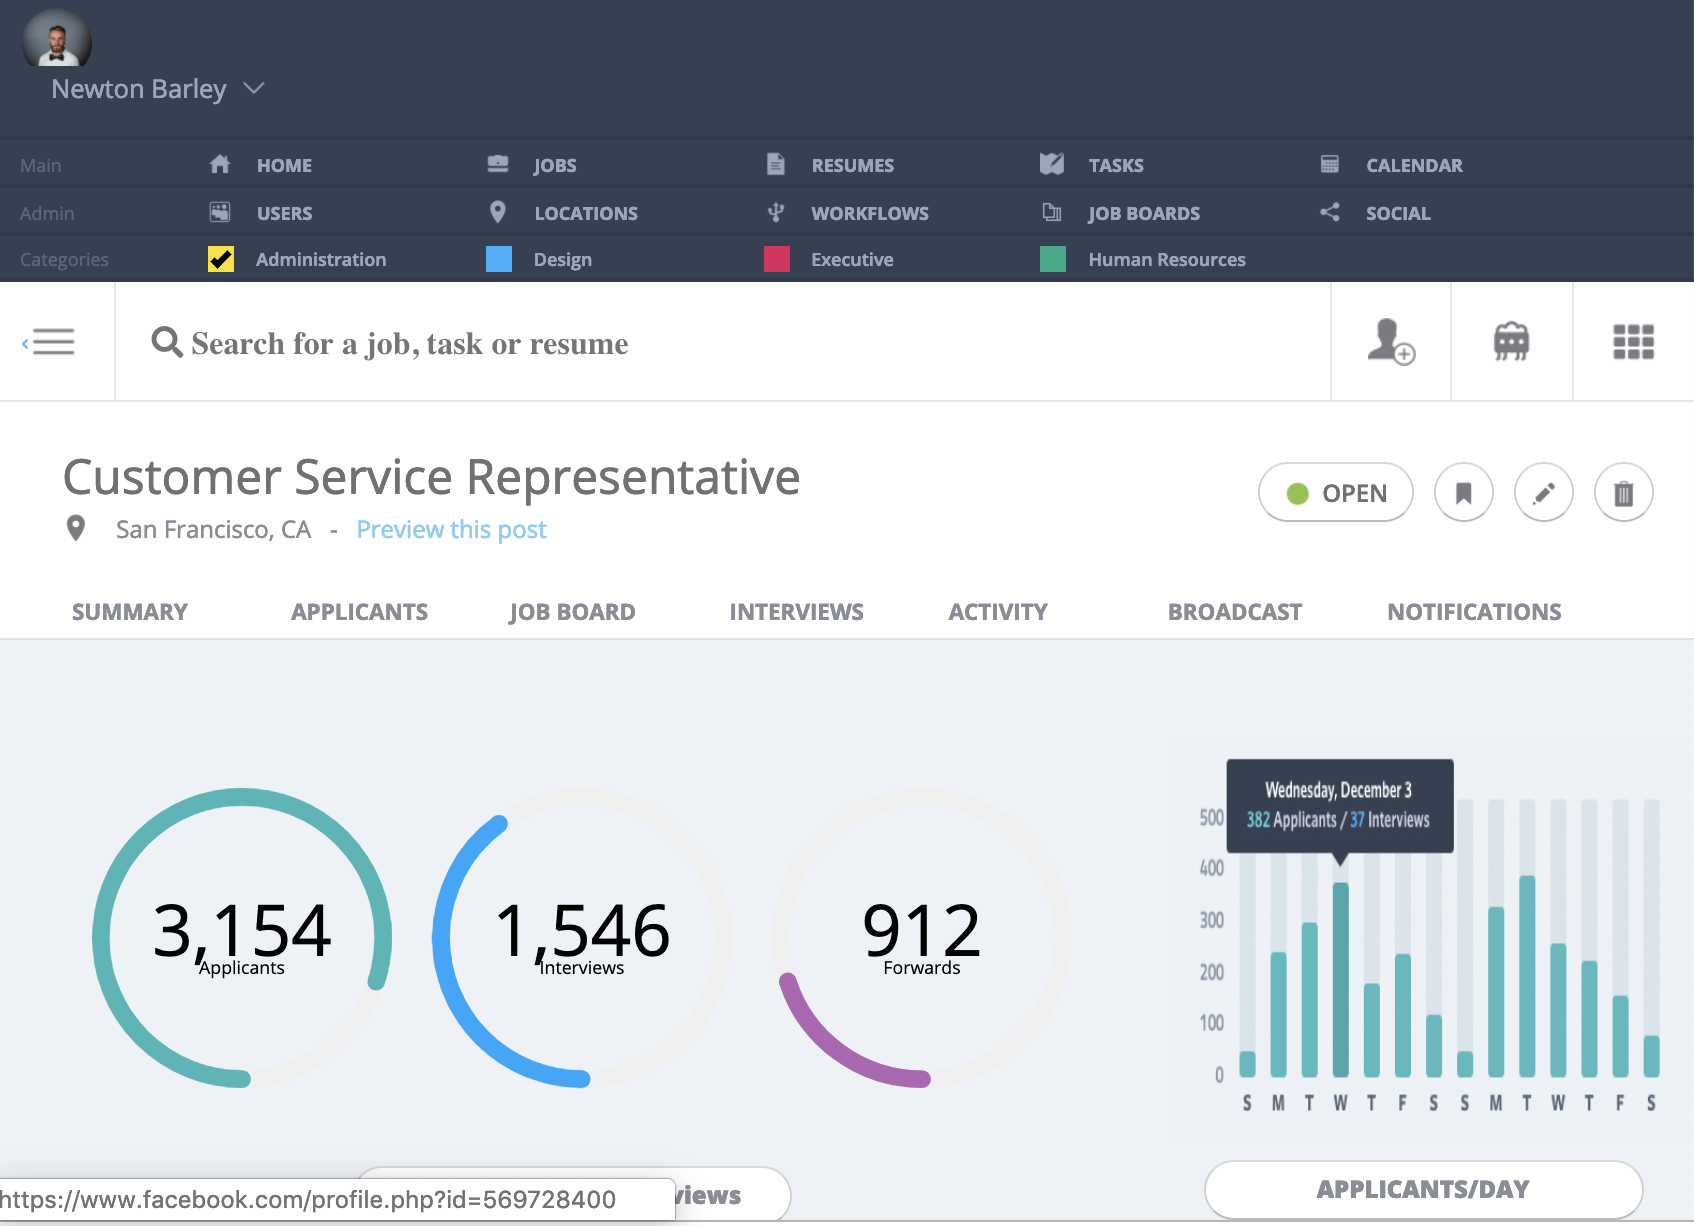 Newton Barley
Main HOME JOBS RESUMES TASKS CALENDAR
Admin USERS LOCATIONS WORKFLOWS JOB BOARDS SOCIAL
Categories Administration Design Executive Human Resources
Search for a job, task or resume
Customer Service Representative
OPEN
San Francisco, CA - Preview this post
SUMMARY APPLICANTS JOB BOARD INTERVIEWS ACTIVITY BROADCAST NOTIFICATIONS
3,154
Applicants
1,546
Interviews
912
Forwards
Wednesday, December 3
382 Applicants / 37 Interviews
500
400
300
200
100
0
S M T W T F S S M T W T F S
https://www.facebook.com/profile.php?id=569728400
views
APPLICANTS/DAY